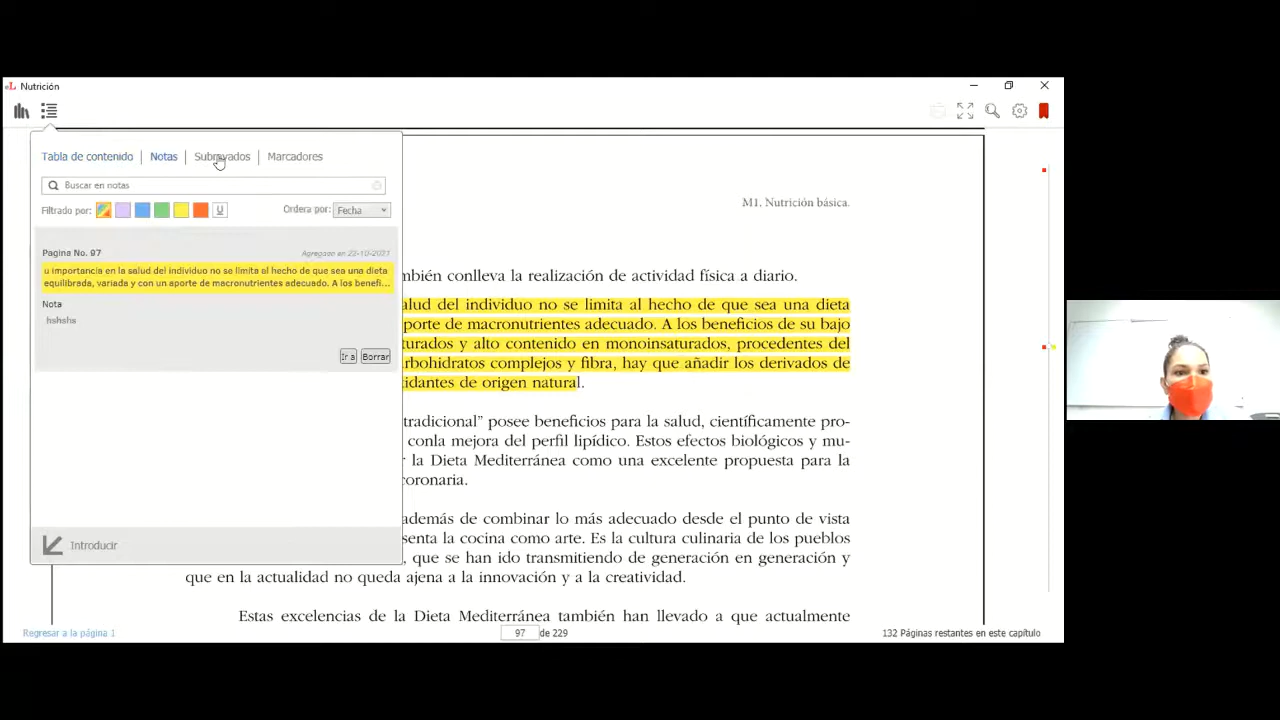 eL Nutrición
Tabla de contenido | Notas | Subrayados | Marcadores
Buscar en notas
Filtrado por: U Ordera por: Fecha
Pagina No. 97 Agregado en 22-10-2021
u importancia en la salud del individuo no se limita al hecho de que sea una dieta
equilibrada, variada y con un aporte de macronutrientes adecuado. A los benefi...
Nota
hshshs
Ir a Borrar
Introducir
M1. Nutrición básica.
mbién conlleva la realización de actividad física a diario.
alud del individuo no se limita al hecho de que sea una dieta
porte de macronutrientes adecuado. A los beneficios de su bajo
turados y alto contenido en monoinsaturados, procedentes del
arbohidratos complejos y fibra, hay que añadir los derivados de
xidantes de origen natural.
tradicional” posee beneficios para la salud, científicamente pro-
conla mejora del perfil lipídico. Estos efectos biológicos y mu-
r la Dieta Mediterránea como una excelente propuesta para la
coronaria.
además de combinar lo más adecuado desde el punto de vista
senta la cocina como arte. Es la cultura culinaria de los pueblos
, que se han ido transmitiendo de generación en generación y
que en la actualidad no queda ajena a la innovación y a la creatividad.
Estas excelencias de la Dieta Mediterránea también han llevado a que actualmente
Regresar a la página 1 97 de 229 132 Páginas restantes en este capítulo